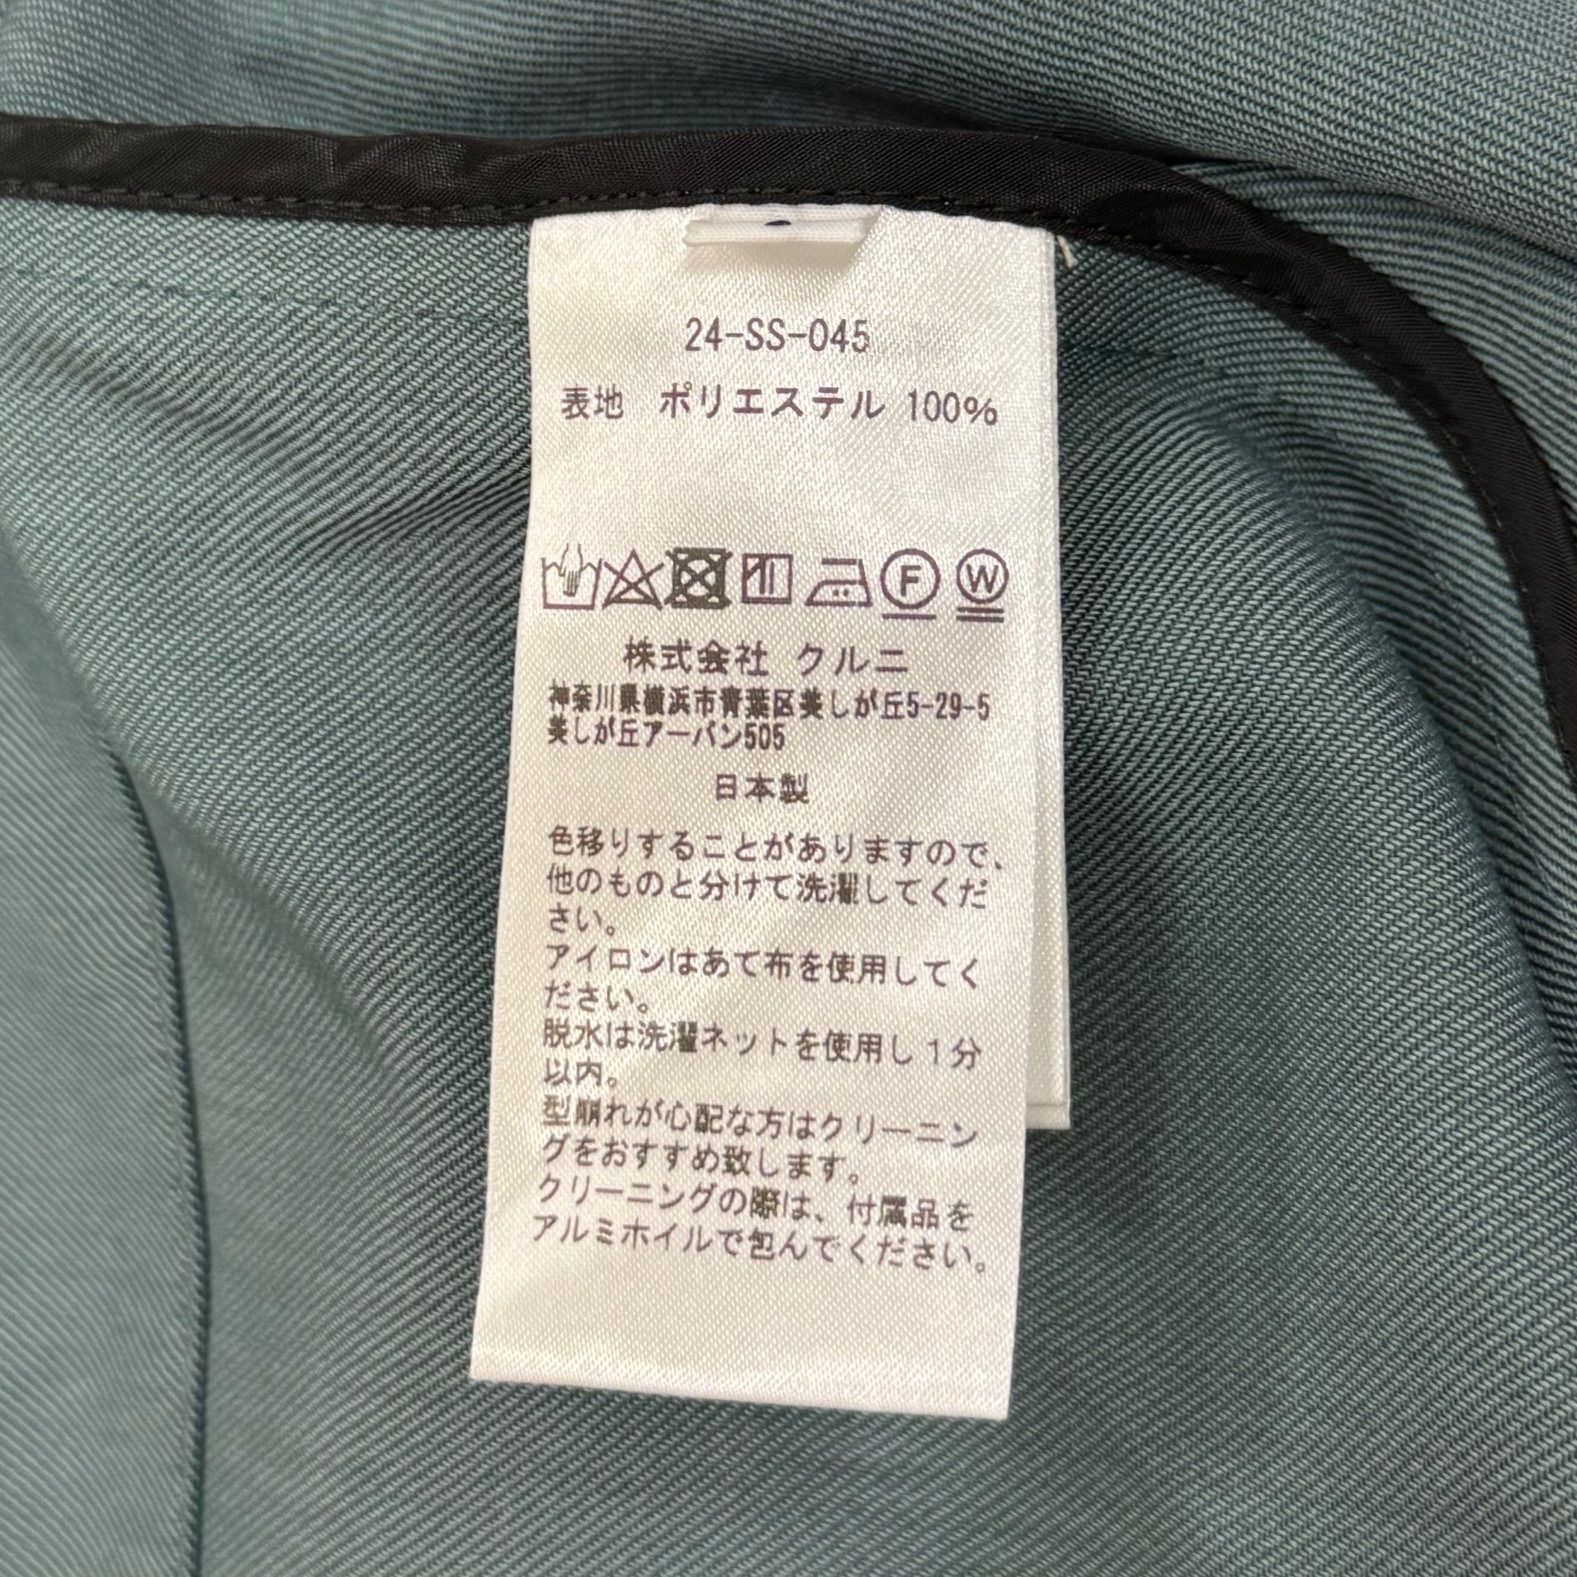 24-SS-045
表地 ポリエステル 100%
F W
株式会社 クルニ
神奈川県横浜市青葉区美しが丘5-29-5
美しが丘アーバン505
日本製
色移りすることがありますので、
他のものと分けて洗濯してくだ
さい。
アイロンはあて布を使用してく
ださい。
脱水は洗濯ネットを使用し1分
以内。
型崩れが心配な方はクリーニン
グをおすすめ致します。
クリーニングの際は、付属品を
アルミホイルで包んでください。